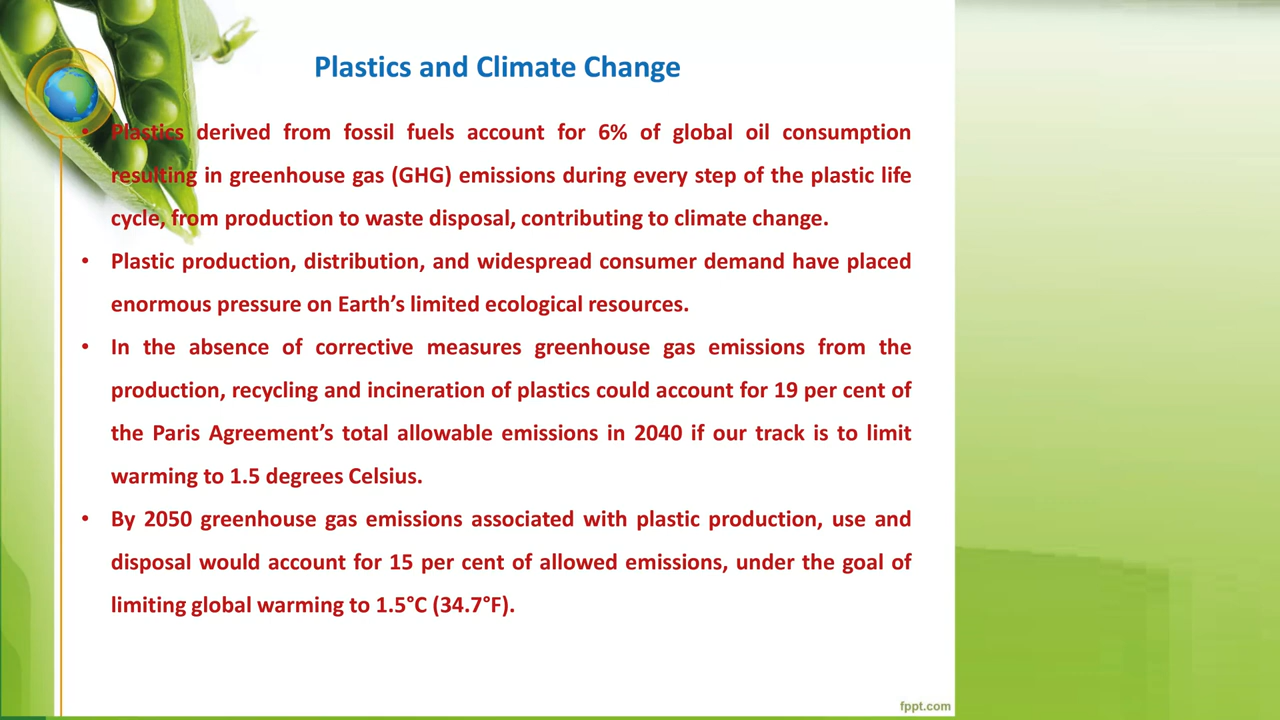 Plastics and Climate Change
• Plastics derived from fossil fuels account for 6% of global oil consumption
resulting in greenhouse gas (GHG) emissions during every step of the plastic life
cycle, from production to waste disposal, contributing to climate change.
• Plastic production, distribution, and widespread consumer demand have placed
enormous pressure on Earth’s limited ecological resources.
• In the absence of corrective measures greenhouse gas emissions from the
production, recycling and incineration of plastics could account for 19 per cent of
the Paris Agreement’s total allowable emissions in 2040 if our track is to limit
warming to 1.5 degrees Celsius.
• By 2050 greenhouse gas emissions associated with plastic production, use and
disposal would account for 15 per cent of allowed emissions, under the goal of
limiting global warming to 1.5°C (34.7°F).
fppt.com